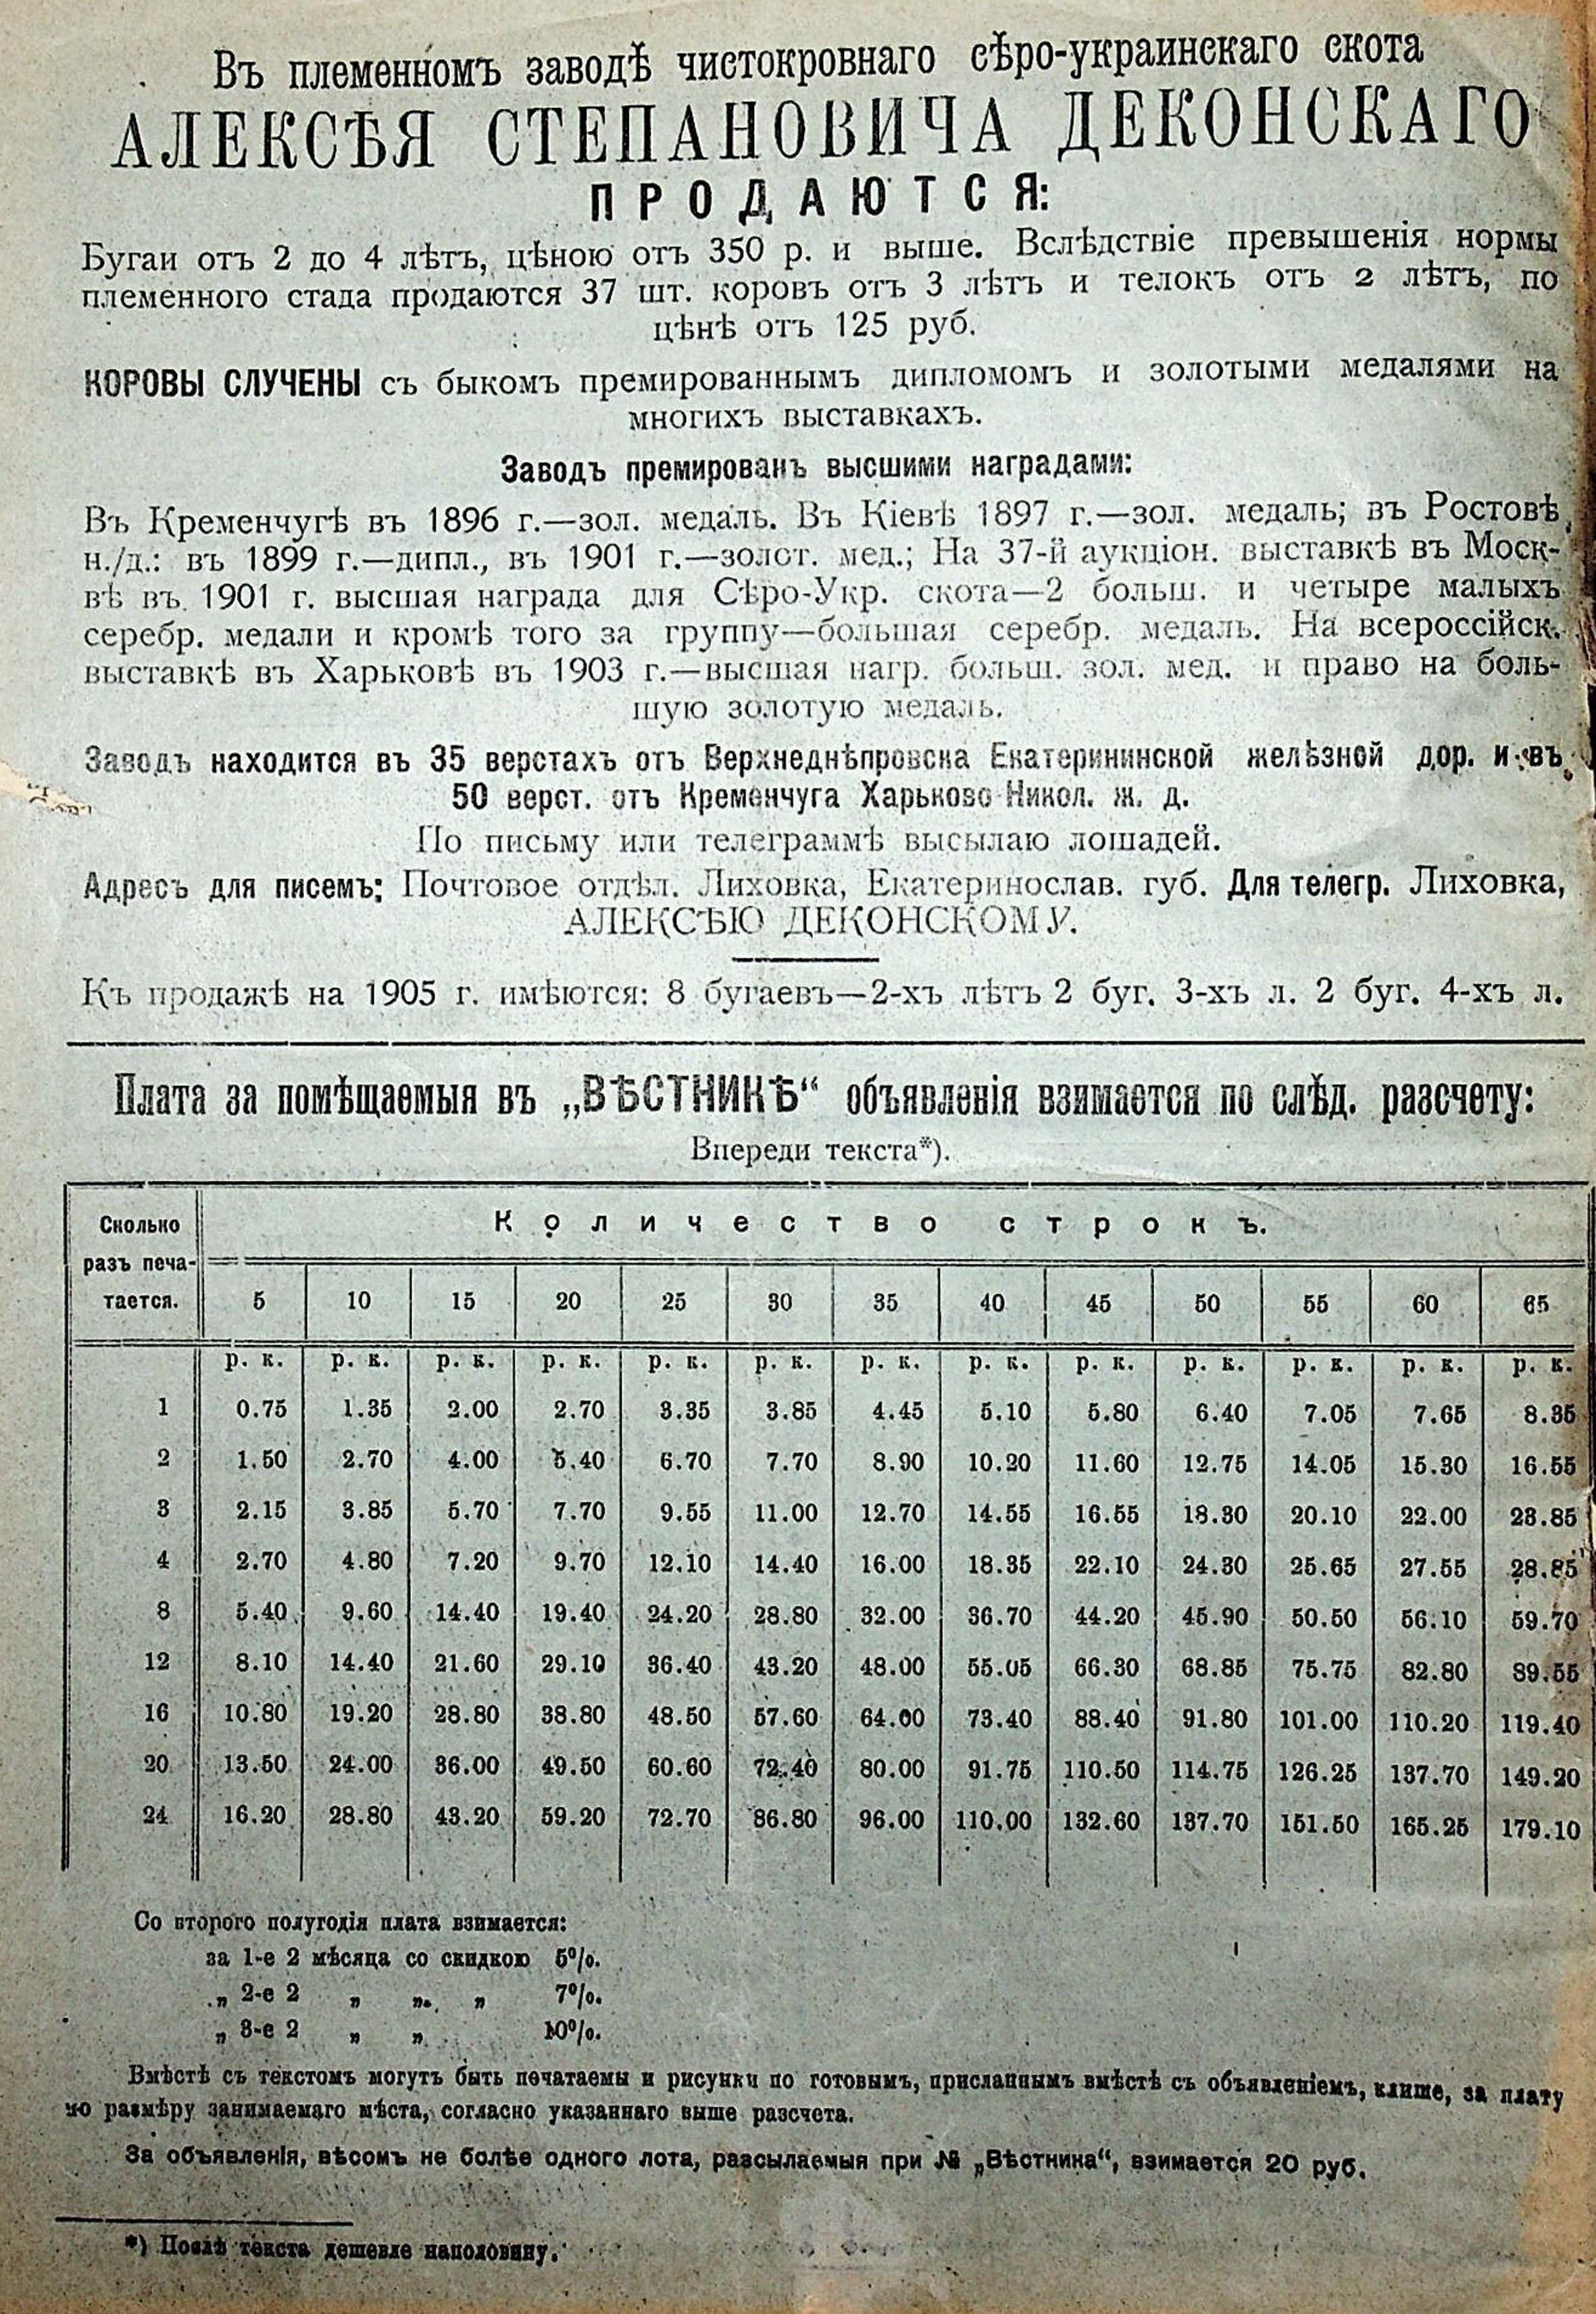 Въ племенномъ заводѣ чистокровнаго сѣро-украинскаго скота
АЛЕКСѢЯ СТЕПАНОВИЧА ДЕКОНСКАГО
ПРОДАЮТСЯ:
Бугаи отъ 2 до 4 лѣтъ, цѣною отъ 350 р. и выше. Вслѣдствіе превышенія нормы
племенного стада продаются 37 шт. коровъ отъ 3 лѣтъ и телокъ отъ 2 лѣтъ, по
цѣнѣ отъ 125 руб.
КОРОВЫ СЛУЧЕНЫ съ быкомъ премированнымъ дипломомъ и золотыми медалями на
многихъ выставкахъ.
Заводъ премированъ высшими наградами:
Въ Кременчугѣ въ 1896 г.—зол. медаль. Въ Кіевѣ 1897 г.—зол. медаль; въ Ростовѣ
н./д.: въ 1899 г.—дипл., въ 1901 г.—золот. мед.; На 37-й аукціон. выставкѣ въ Моск-
вѣ въ 1901 г. высшая награда для Сѣро-Укр. скота—2 больш. и четыре малыхъ
серебр. медали и кромѣ того за группу—большая серебр. медаль. На всероссійск.
выставкѣ въ Харьковѣ въ 1903 г.—высшая нагр. больш. зол. мед. и право на боль-
шую золотую медаль.
Заводъ находится въ 35 верстахъ отъ Верхнеднѣпровска Екатерининской желѣзной дор. и въ
50 верст. отъ Кременчуга Харьково-Никол. ж. д.
По письму или телеграммѣ высылаю лошадей.
Адресъ для писемъ: Почтовое отдѣл. Лиховка, Екатеринослав. губ. Для телегр. Лиховка,
АЛЕКСѢЮ ДЕКОНСКОМУ.
Къ продажѣ на 1905 г. имѣются: 8 бугаевъ—2-хъ лѣтъ 2 буг. 3-хъ л. 2 буг. 4-хъ л.
Плата за помѣщаемыя въ „ВѢСТНИКѢ“ объявленія взимается по слѣд. разсчету:
Впереди текста*).
Сколько разъ печа-тается. Количество строкъ.
5 10 15 20 25 30 35 40 45 50 55 60 65
р. к. р. к. р. к. р. к. р. к. р. к. р. к. р. к. р. к. р. к. р. к. р. к. р. к.
1 0.75 1.35 2.00 2.70 3.35 3.85 4.45 5.10 5.80 6.40 7.05 7.65 8.35
2 1.50 2.70 4.00 5.40 6.70 7.70 8.90 10.20 11.60 12.75 14.05 15.30 16.55
3 2.15 3.85 5.70 7.70 9.55 11.00 12.70 14.55 16.55 18.30 20.10 22.00 23.85
4 2.70 4.80 7.20 9.70 12.10 14.40 16.00 18.35 22.10 24.30 25.65 27.55 28.85
8 5.40 9.60 14.40 19.40 24.20 28.80 32.00 36.70 44.20 45.90 50.50 56.10 59.70
12 8.10 14.40 21.60 29.10 36.40 43.20 48.00 55.05 66.30 68.85 75.75 82.80 89.55
16 10.80 19.20 28.80 38.80 48.50 57.60 64.00 73.40 88.40 91.80 101.00 110.20 119.40
20 13.50 24.00 36.00 49.50 60.60 72.40 80.00 91.75 110.50 114.75 126.25 137.70 149.20
24 16.20 28.80 43.20 59.20 72.70 86.80 96.00 110.00 132.60 137.70 151.50 165.25 179.10
Со второго полугодія плата взимается:
за 1-е 2 мѣсяца со скидкою 5%.
„ 2-е 2 „ „ „ 7%.
„ 3-е 2 „ „ 10%.
Вмѣстѣ съ текстомъ могутъ быть печатаемы и рисунки по готовымъ, присланнымъ вмѣстѣ съ объявленіемъ, клише, за плату
по размѣру занимаемаго мѣста, согласно указаннаго выше разсчета.
За объявленія, вѣсомъ не болѣе одного лота, разсылаемыя при № „Вѣстника“, взимается 20 руб.
*) Послѣ текста дешевле наполовину.